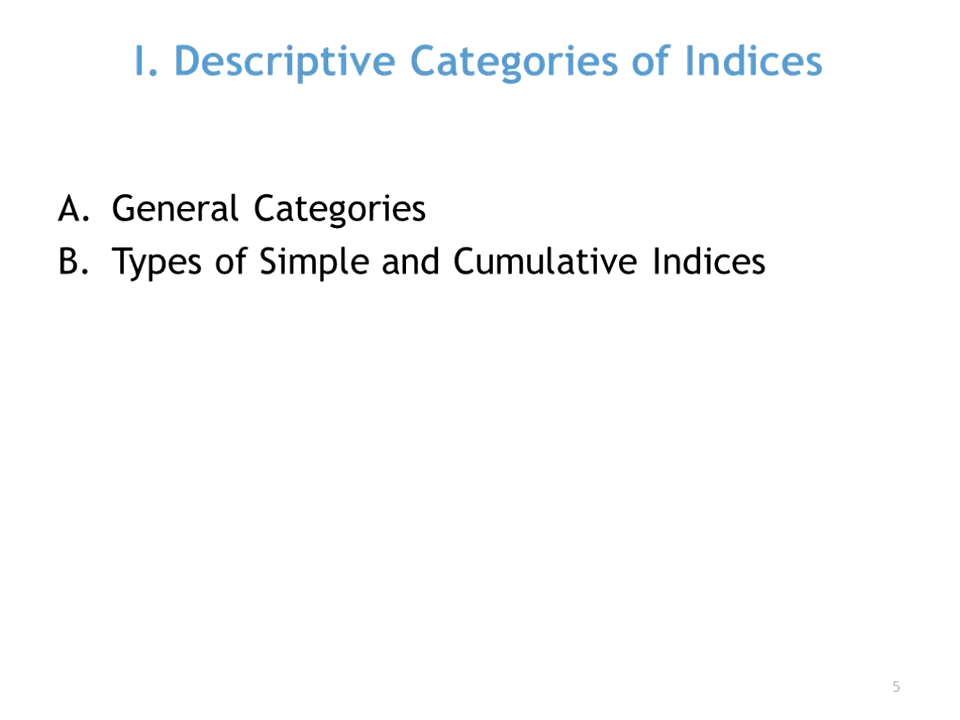 I. Descriptive Categories of Indices
A. General Categories
B. Types of Simple and Cumulative Indices
5